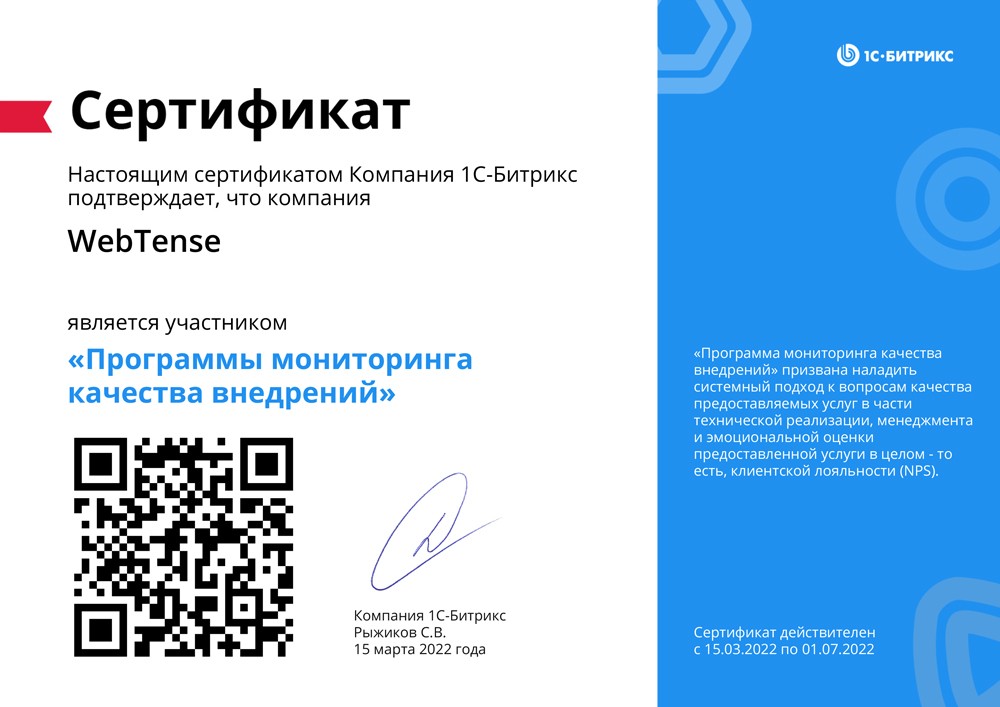 Сертификат
Настоящим сертификатом Компания 1С-Битрикс
подтверждает, что компания
WebTense
является участником
«Программы мониторинга
качества внедрений»
Компания 1С-Битрикс
Рыжиков С.В.
15 марта 2022 года
1С·БИТРИКС
«Программа мониторинга качества
внедрений» призвана наладить
системный подход к вопросам качества
предоставляемых услуг в части
технической реализации, менеджмента
и эмоциональной оценки
предоставленной услуги в целом - то
есть, клиентской лояльности (NPS).
Сертификат действителен
с 15.03.2022 по 01.07.2022